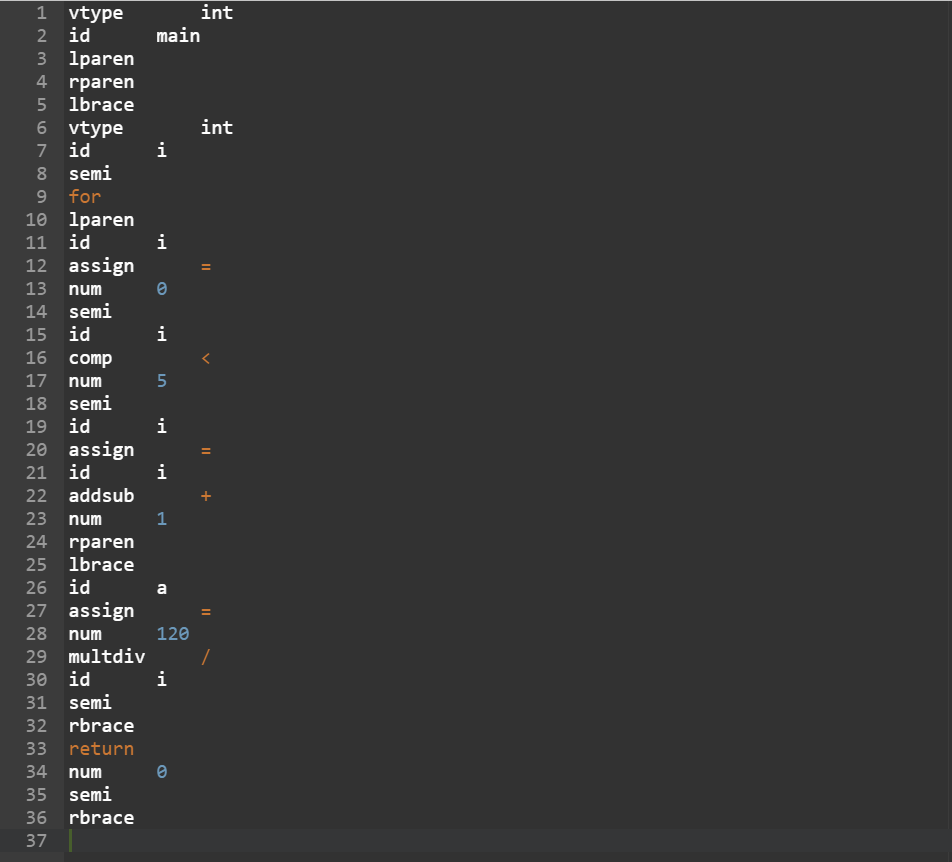 1 vtype int
2 id main
3 lparen
4 rparen
5 lbrace
6 vtype int
7 id i
8 semi
9 for
10 lparen
11 id i
12 assign =
13 num 0
14 semi
15 id i
16 comp <
17 num 5
18 semi
19 id i
20 assign =
21 id i
22 addsub +
23 num 1
24 rparen
25 lbrace
26 id a
27 assign =
28 num 120
29 multdiv /
30 id i
31 semi
32 rbrace
33 return
34 num 0
35 semi
36 rbrace
37